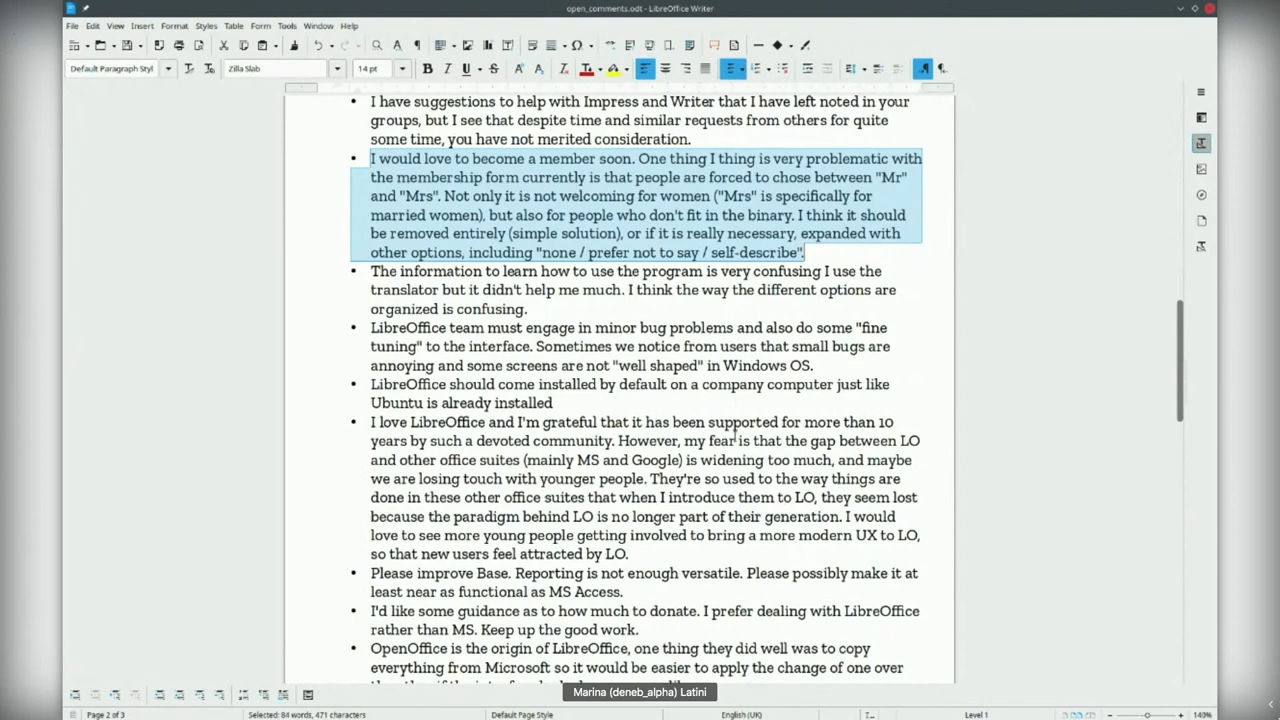 open_comments.odt - LibreOffice Writer
File Edit View Insert Format Styles Table Form Tools Window Help
Default Paragraph Styl Zilla Slab 14 pt
• I have suggestions to help with Impress and Writer that I have left noted in your
groups, but I see that despite time and similar requests from others for quite
some time, you have not merited consideration.
• I would love to become a member soon. One thing I thing is very problematic with
the membership form currently is that people are forced to chose between "Mr"
and "Mrs". Not only it is not welcoming for women ("Mrs" is specifically for
married women), but also for people who don't fit in the binary. I think it should
be removed entirely (simple solution), or if it is really necessary, expanded with
other options, including "none / prefer not to say / self-describe".
• The information to learn how to use the program is very confusing I use the
translator but it didn't help me much. I think the way the different options are
organized is confusing.
• LibreOffice team must engage in minor bug problems and also do some "fine
tuning" to the interface. Sometimes we notice from users that small bugs are
annoying and some screens are not "well shaped" in Windows OS.
• LibreOffice should come installed by default on a company computer just like
Ubuntu is already installed
• I love LibreOffice and I'm grateful that it has been supported for more than 10
years by such a devoted community. However, my fear is that the gap between LO
and other office suites (mainly MS and Google) is widening too much, and maybe
we are losing touch with younger people. They're so used to the way things are
done in these other office suites that when I introduce them to LO, they seem lost
because the paradigm behind LO is no longer part of their generation. I would
love to see more young people getting involved to bring a more modern UX to LO,
so that new users feel attracted by LO.
• Please improve Base. Reporting is not enough versatile. Please possibly make it at
least near as functional as MS Access.
• I'd like some guidance as to how much to donate. I prefer dealing with LibreOffice
rather than MS. Keep up the good work.
• OpenOffice is the origin of LibreOffice, one thing they did well was to copy
everything from Microsoft so it would be easier to apply the change of one over
Marina (deneb_alpha) Latini
Page 2 of 3 Selected: 84 words, 471 characters Default Page Style English (UK) Level 1 140%